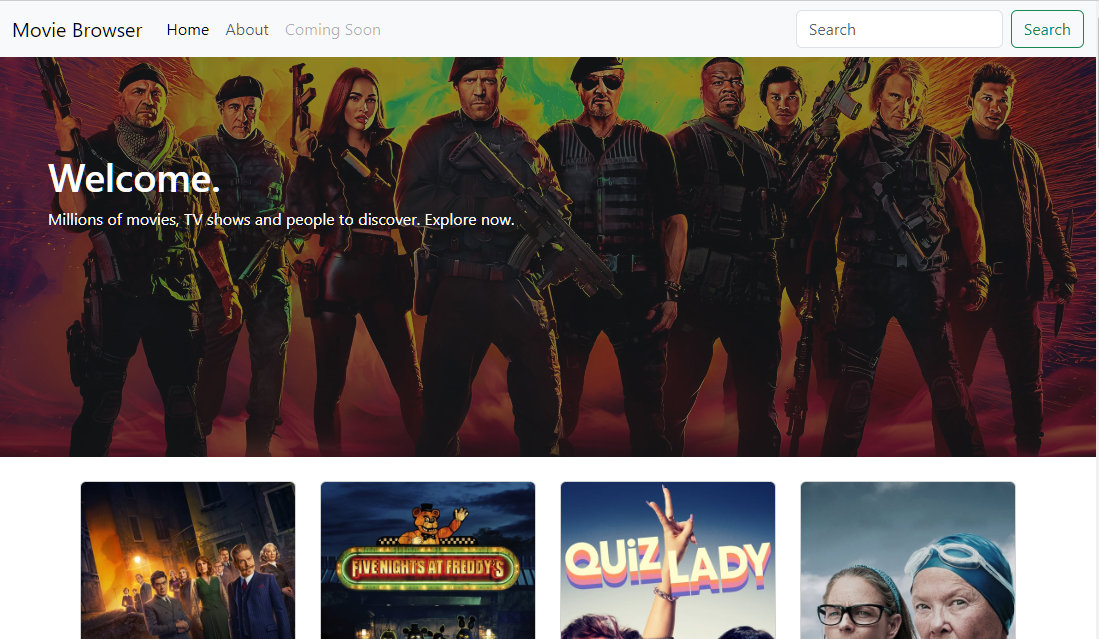 Movie Browser Home About Coming Soon Search Search
Welcome.
Millions of movies, TV shows and people to discover. Explore now.
FIVE NIGHTS AT FREDDY'S
QUiZ
LADY